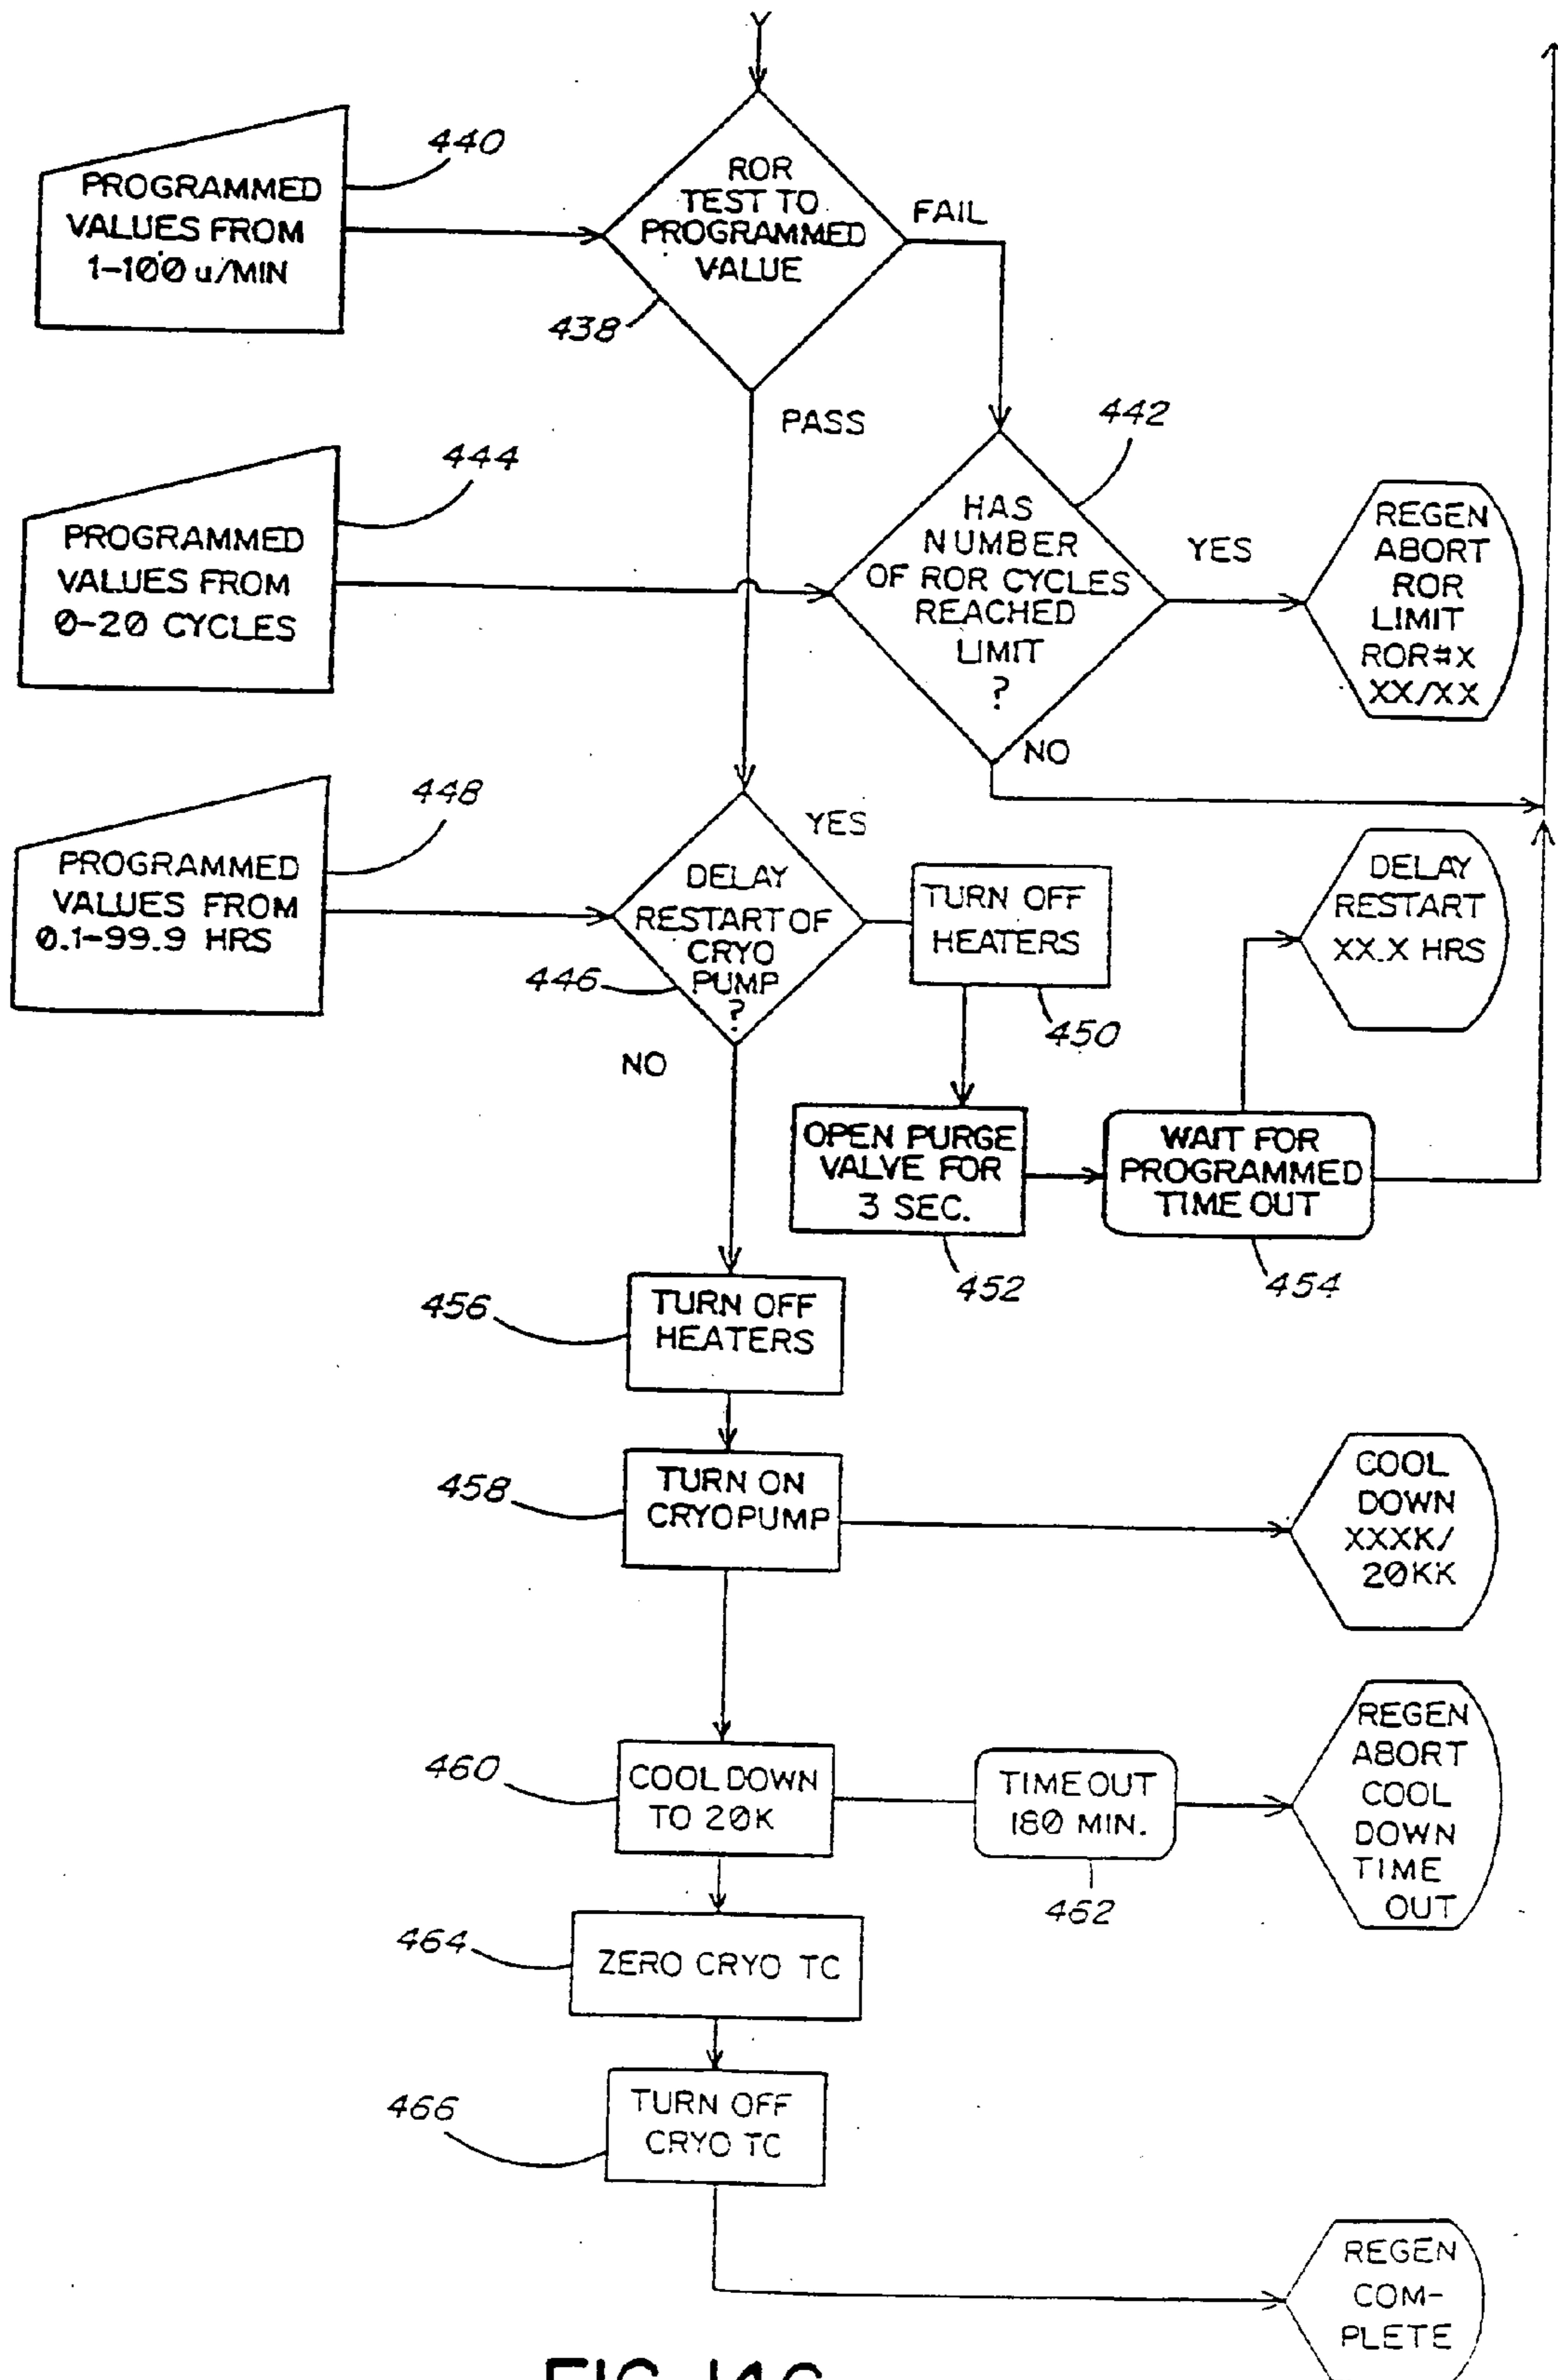 Y
440
PROGRAMMED
VALUES FROM
1-100 u/MIN
ROR
TEST TO
PROGRAMMED
VALUE
FAIL
438
PASS
442
444
PROGRAMMED
VALUES FROM
0-20 CYCLES
HAS
NUMBER
OF ROR CYCLES
REACHED
LIMIT
?
YES
REGEN
ABORT
ROR
LIMIT
ROR#X
XX/XX
NO
448
PROGRAMMED
VALUES FROM
0.1-99.9 HRS
YES
DELAY
RESTART OF
CRYO
PUMP
?
446
NO
TURN OFF
HEATERS
450
DELAY
RESTART
XX.X HRS
OPEN PURGE
VALVE FOR
3 SEC.
452
WAIT FOR
PROGRAMMED
TIME OUT
454
456
TURN OFF
HEATERS
458
TURN ON
CRYOPUMP
COOL
DOWN
XXXK/
20KK
460
COOL DOWN
TO 20K
TIME OUT
180 MIN.
462
REGEN
ABORT
COOL
DOWN
TIME
OUT
464
ZERO CRYO TC
466
TURN OFF
CRYO TC
REGEN
COM-
PLETE